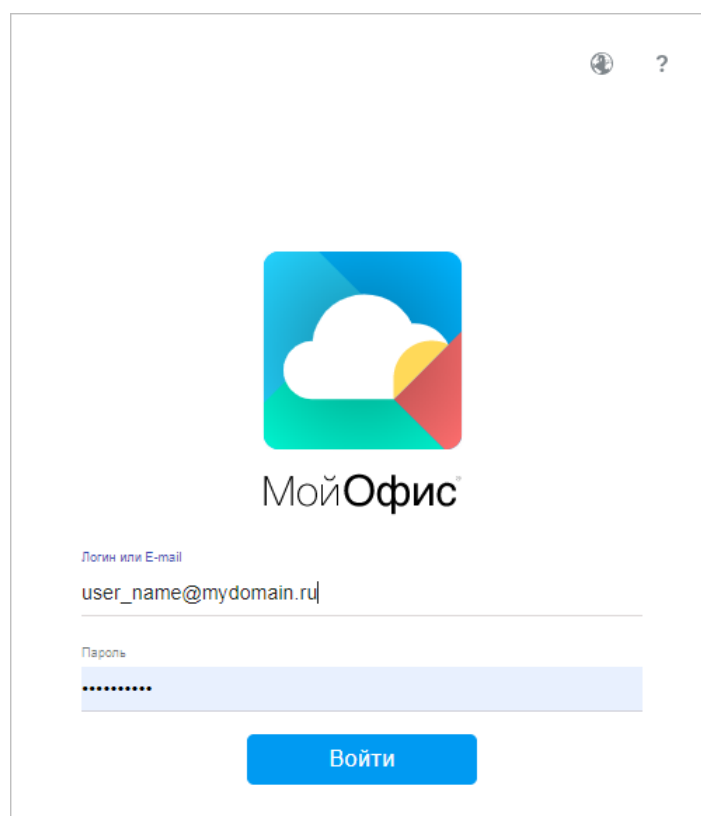 ?
МойОфис
Логин или E-mail
user_name@mydomain.ru
Пароль
••••••••••
Войти